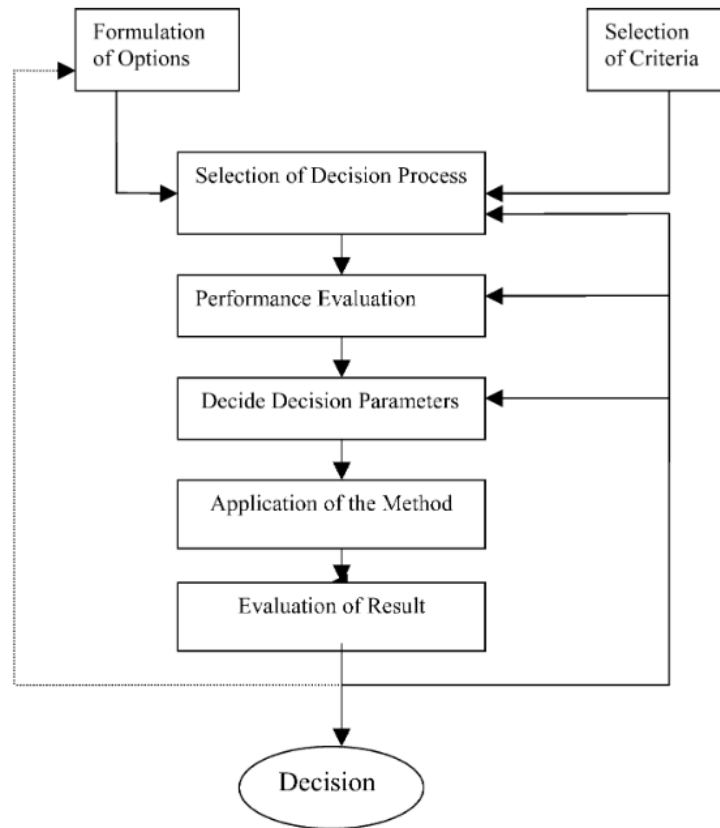 Formulation
of Options
Selection
of Criteria
Selection of Decision Process
Performance Evaluation
Decide Decision Parameters
Application of the Method
Evaluation of Result
Decision